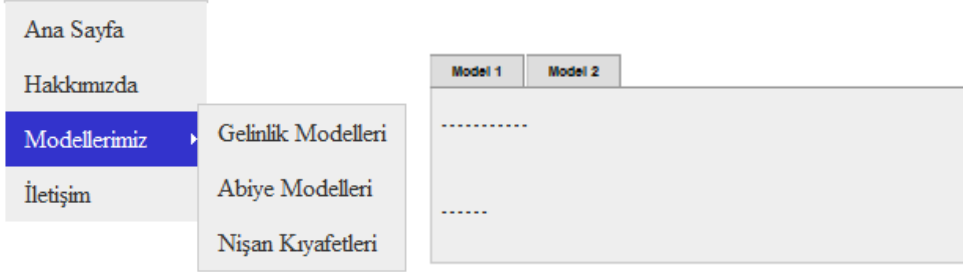 Ana Sayfa
Hakkımızda
Modellerimiz
İletişim
Gelinlik Modelleri
Abiye Modelleri
Nişan Kıyafetleri
Model 1
Model 2
-----------
------